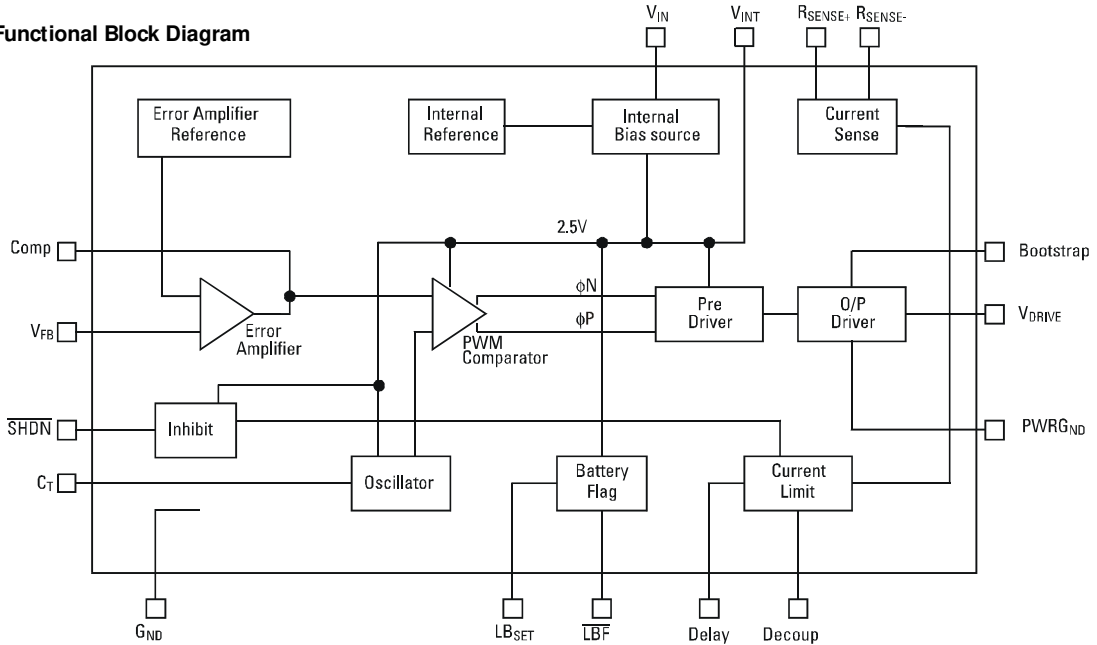 Functional Block Diagram
VIN
VINT
RSENSE+
RSENSE-
Error Amplifier
Reference
Internal
Reference
Internal
Bias source
Current
Sense
2.5V
Comp
VFB
Error
Amplifier
PWM
Comparator
ϕN
ϕP
Pre
Driver
O/P
Driver
Bootstrap
VDRIVE
SHDN
Inhibit
PWRGND
CT
Oscillator
Battery
Flag
Current
Limit
GND
LBSET
LBF
Delay
Decoup